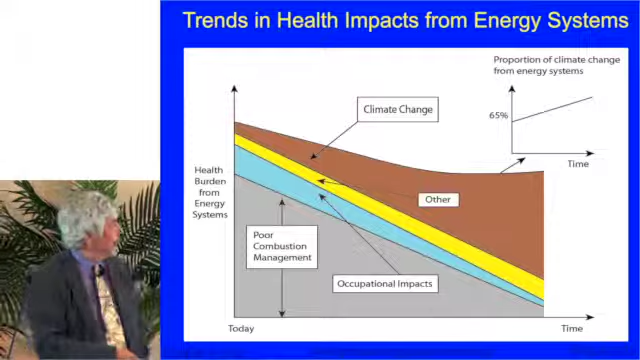 Trends in Health Impacts from Energy Systems
Proportion of climate change
from energy systems
65%
Time
Climate Change
Health
Burden
from
Energy
Systems
Other
Poor
Combustion
Management
Occupational Impacts
Today
Time